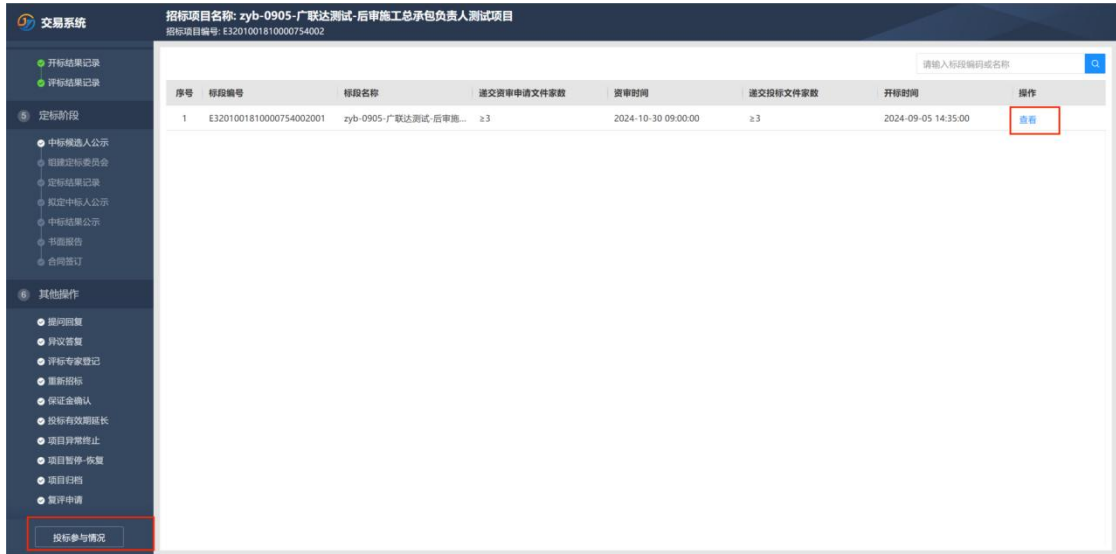 交易系统
招标项目名称: zyb-0905-广联达测试-后审施工总承包负责人测试项目
招标项目编号: E3201001810000754002
开标结果记录
评标结果记录
5 定标阶段
中标候选人公示
组建定标委员会
定标结果记录
拟定中标人公示
中标结果公示
书面报告
合同签订
6 其他操作
提问回复
异议答复
评标专家登记
重新招标
保证金确认
投标有效期延长
项目异常终止
项目暂停-恢复
项目归档
复评申请
投标参与情况
请输入标段编码或名称
序号 标段编号 标段名称 递交资审申请文件家数 资审时间 递交投标文件家数 开标时间 操作
1 E3201001810000754002001 zyb-0905-广联达测试-后审施... ≥3 2024-10-30 09:00:00 ≥3 2024-09-05 14:35:00 查看